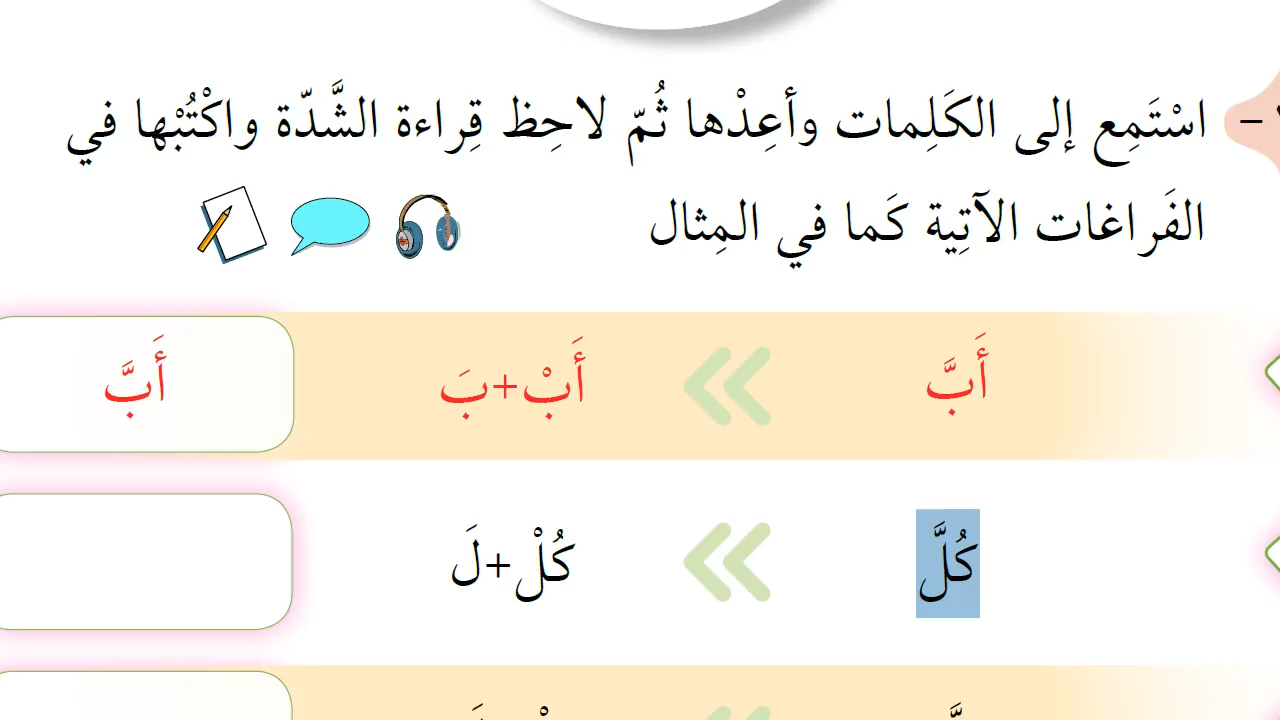 – اسْتَمِع إلى الكَلِمات وأعِدْها ثُمّ لاحِظ قِراءة الشَّدّة واكْتُبْها في
الفَراغات الآتِية كَما في المِثال
أَبَّ أَبْ+بَ أَبَّ
كُلَّ كُلْ+لَ